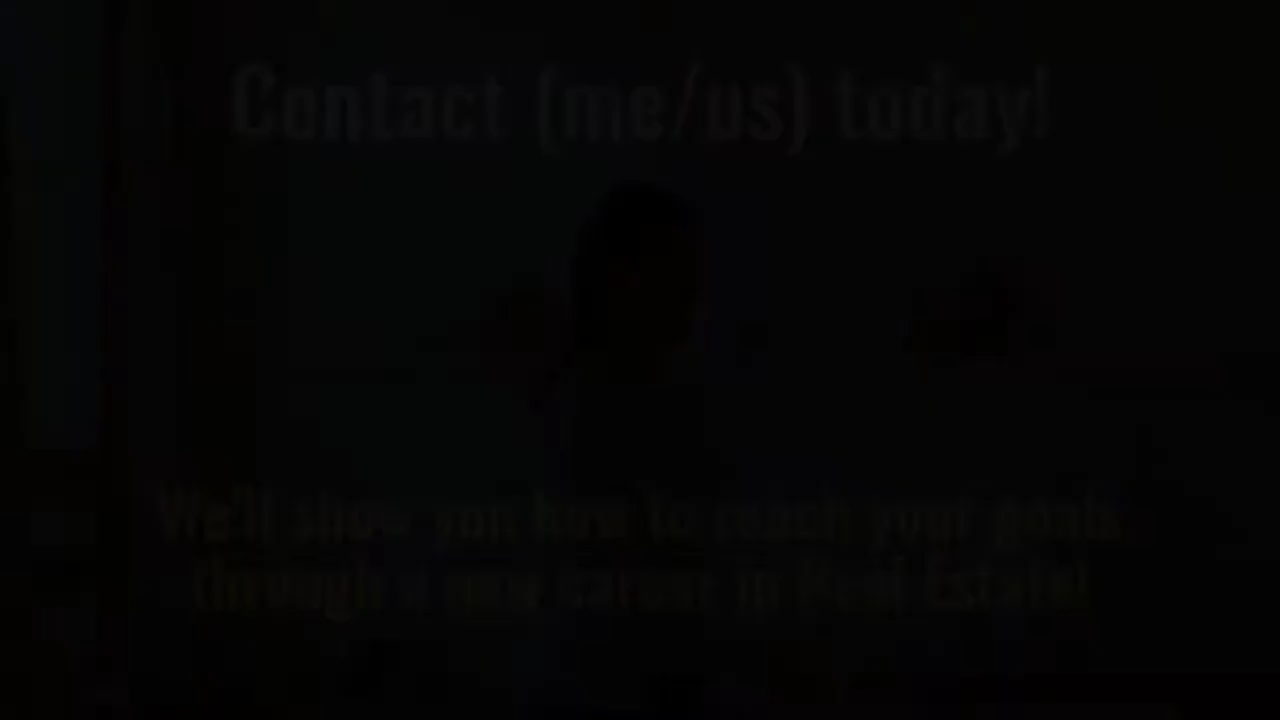 Contact (me/us) today!
We'll show you how to reach your goals
through a new career in Real Estate!